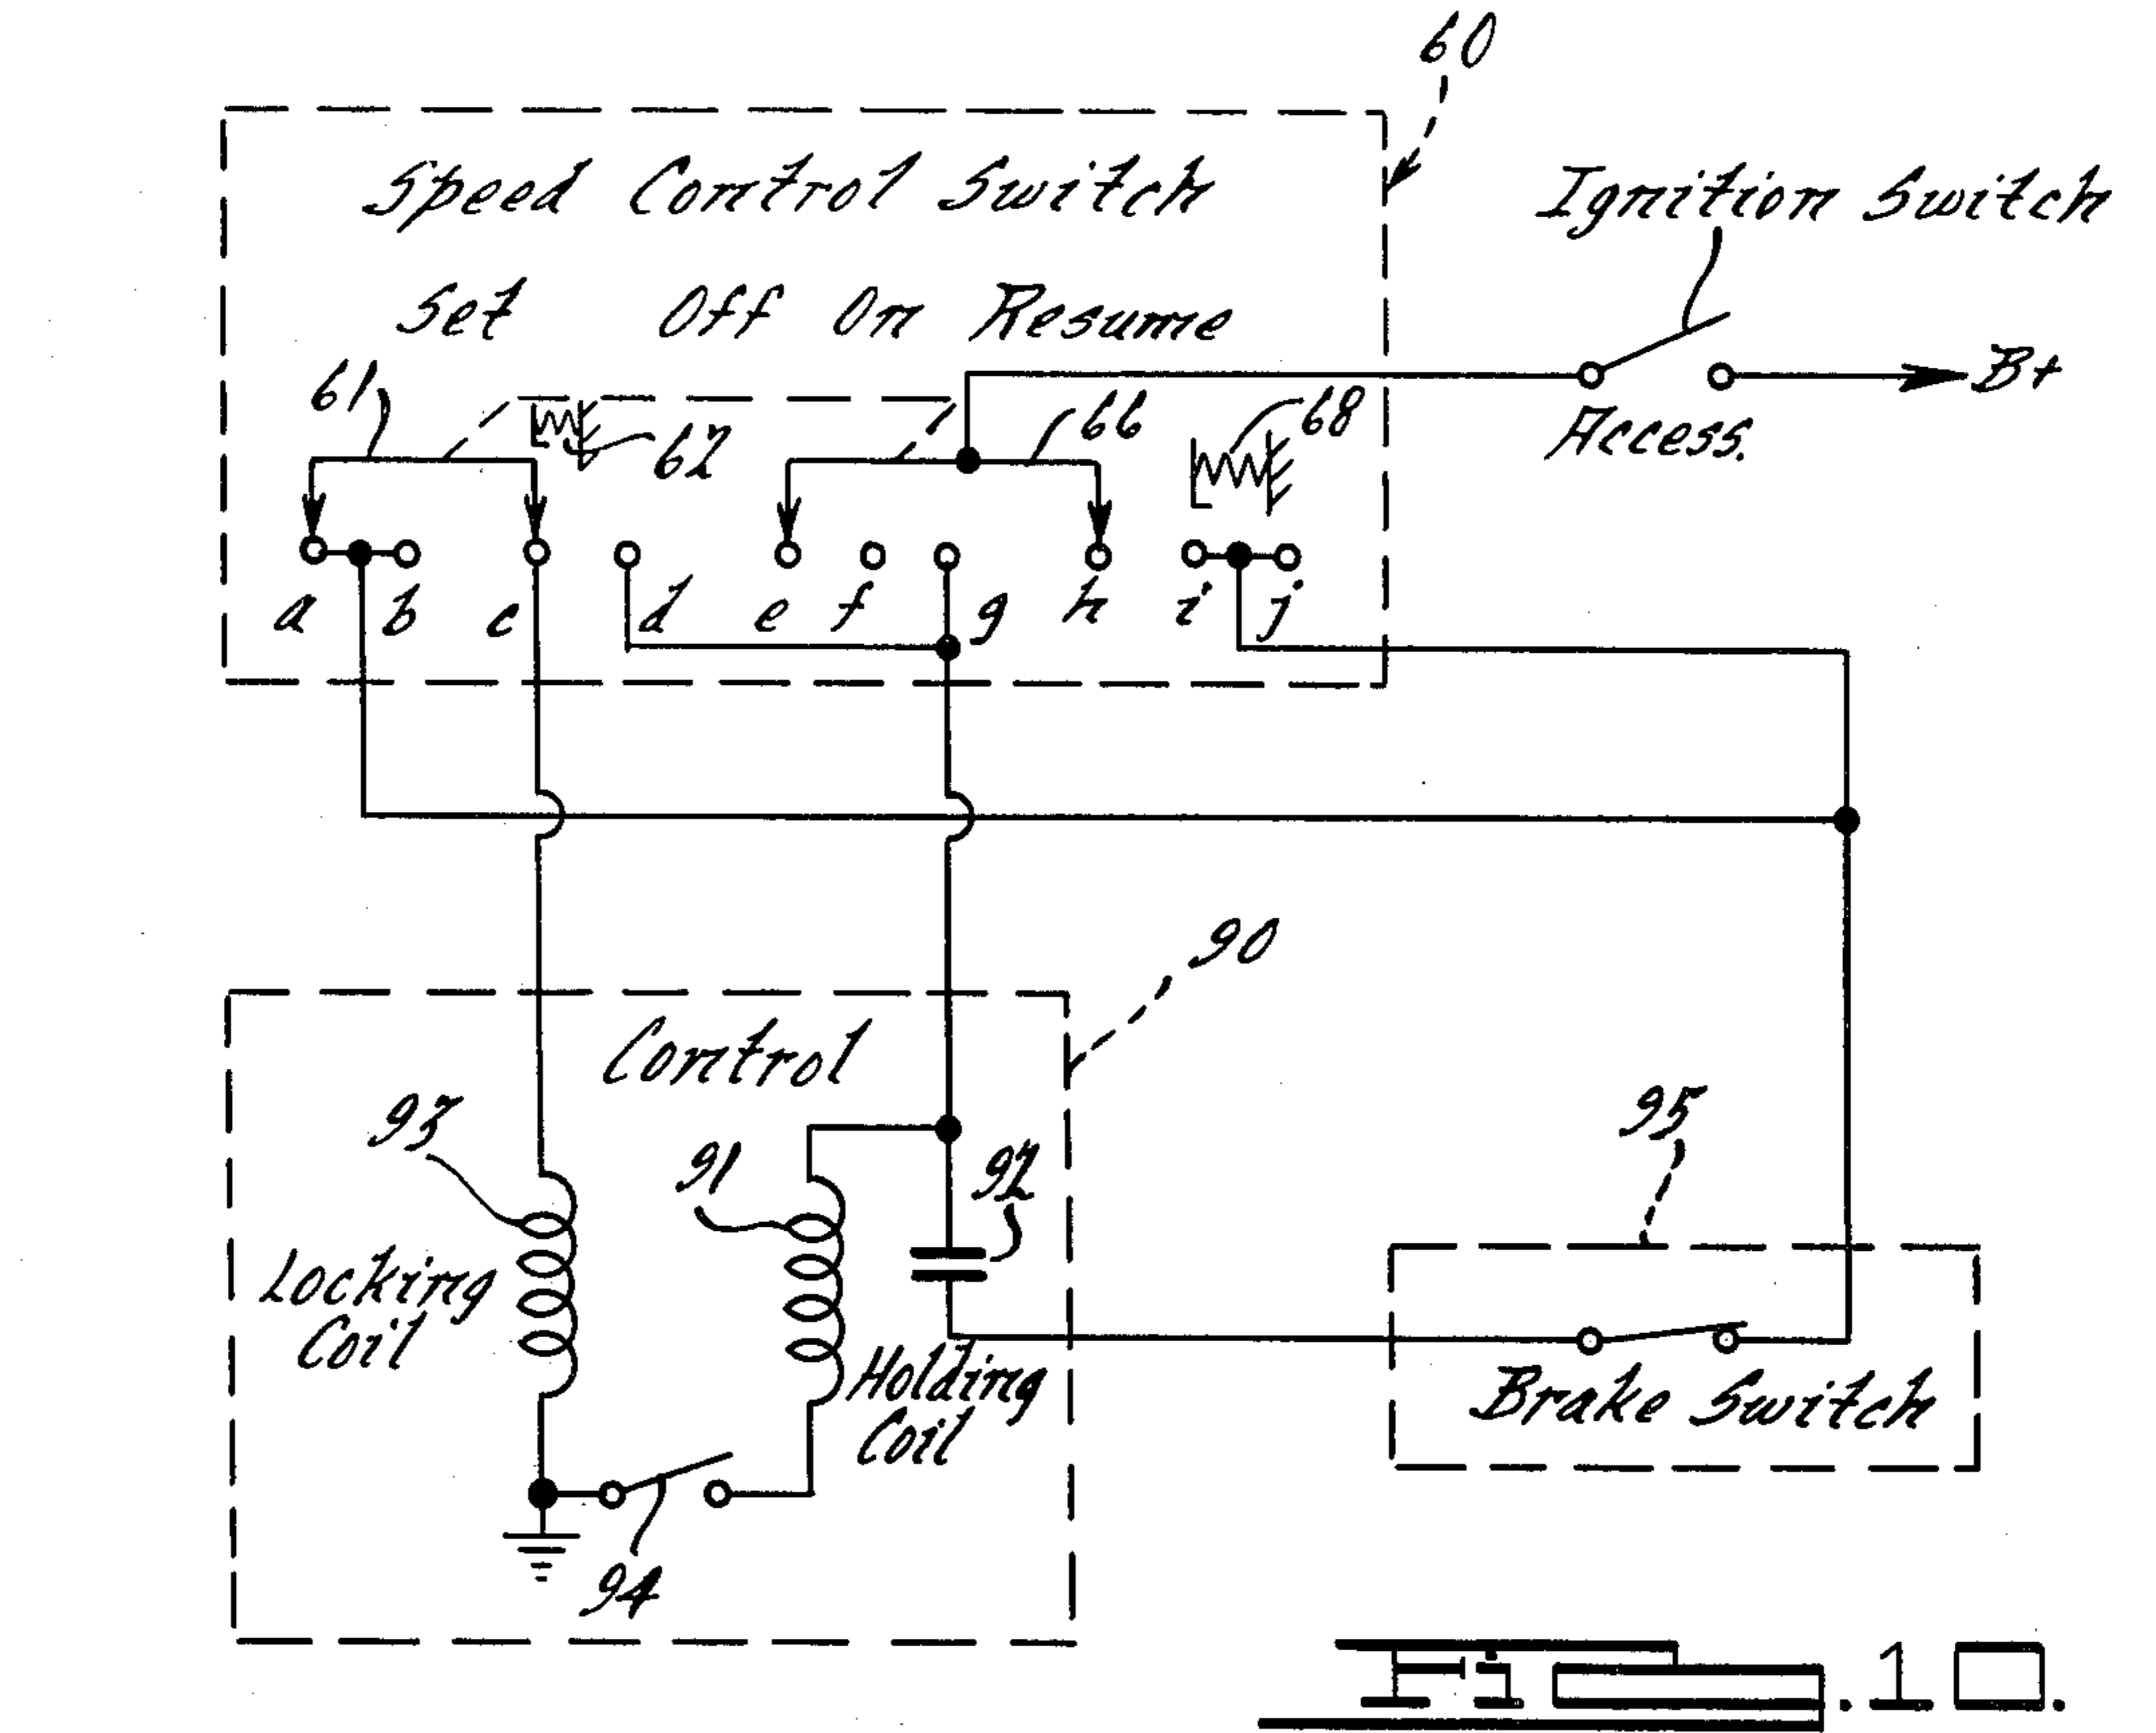 60
Speed Control Switch
Ignition Switch
Set Off On Resume
B+
Access.
61
62
66
68
a b c d e f g h i j
90
Control
93
91
92
95
Locking
Coil
Holding
Coil
Brake Switch
94
Fig.10.